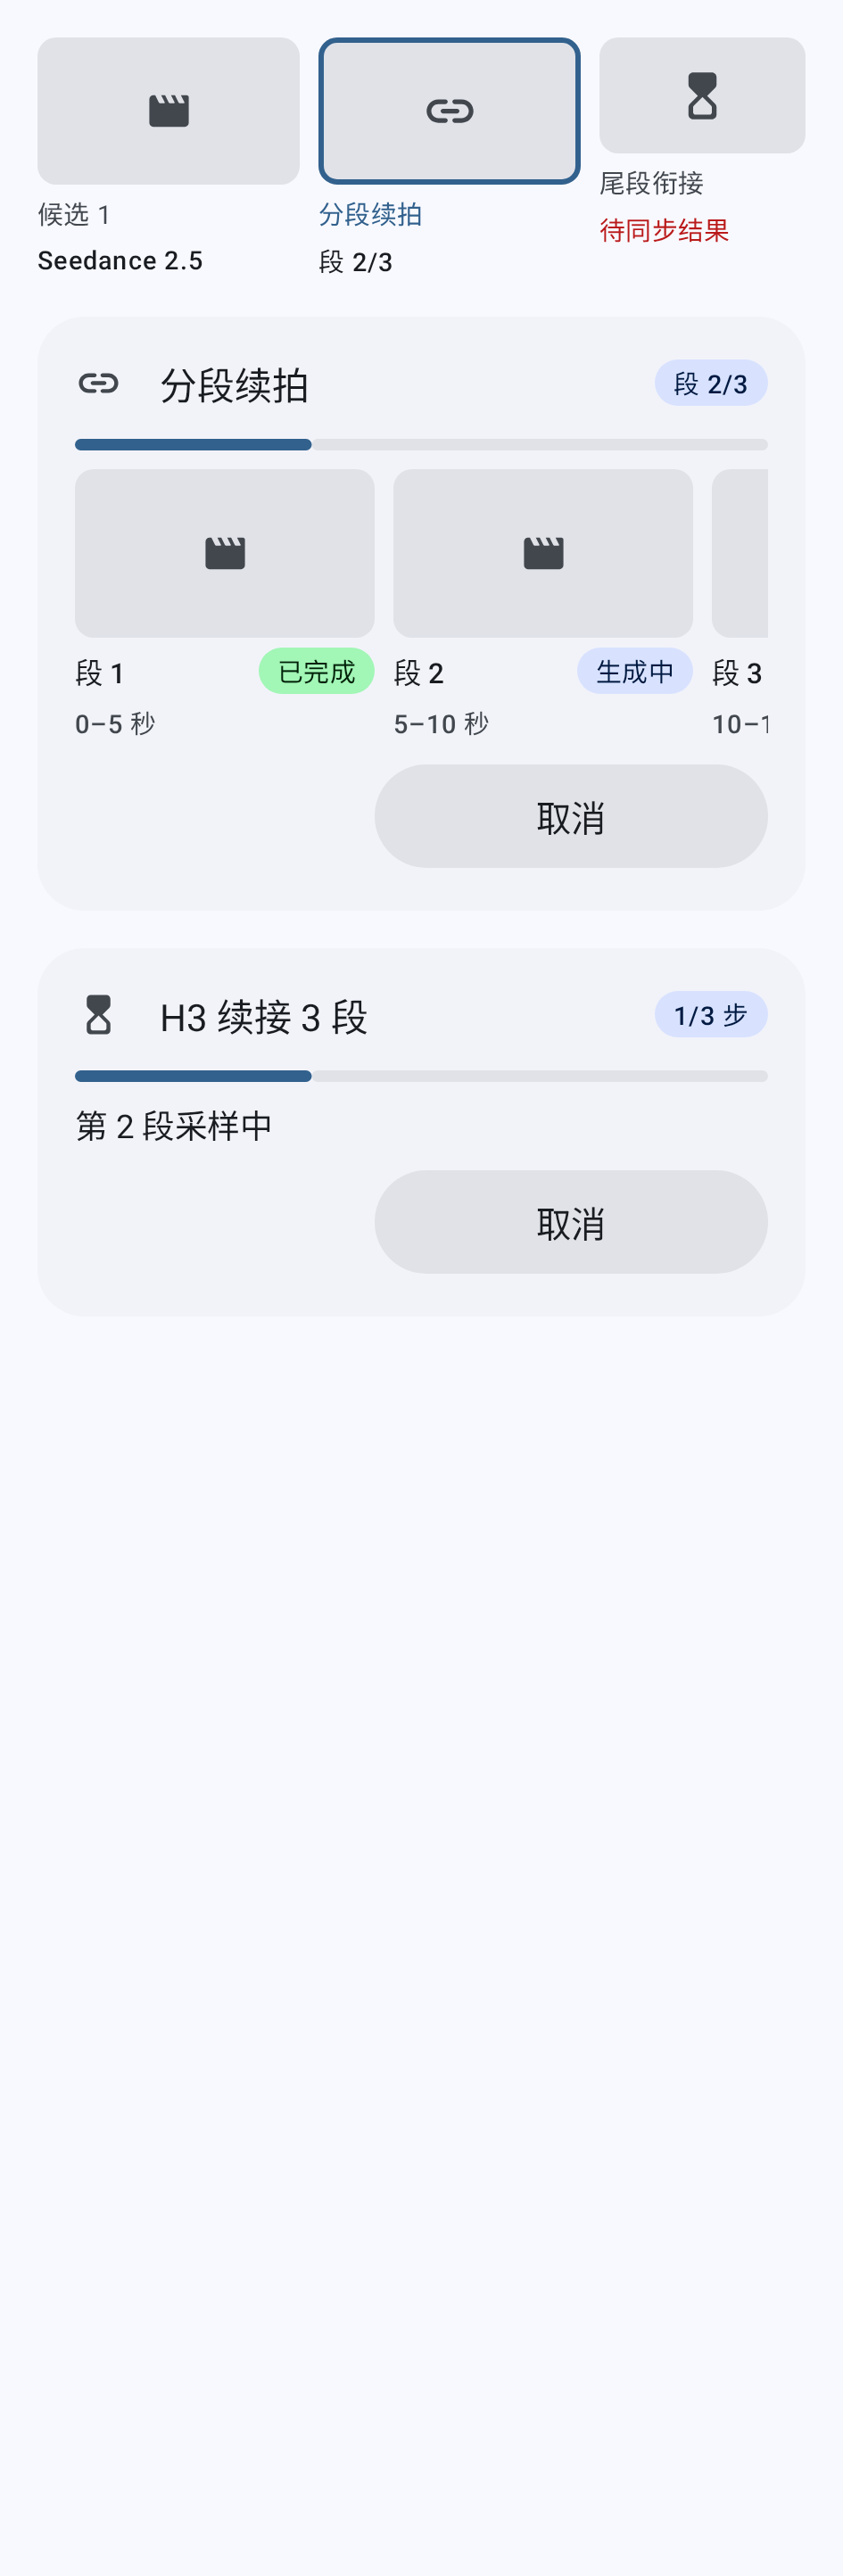 候选 1
Seedance 2.5
分段续拍
段 2/3
尾段衔接
待同步结果
分段续拍
段 2/3
段 1
已完成
0–5 秒
段 2
生成中
5–10 秒
段 3
取消
H3 续接 3 段
1/3 步
第 2 段采样中
取消